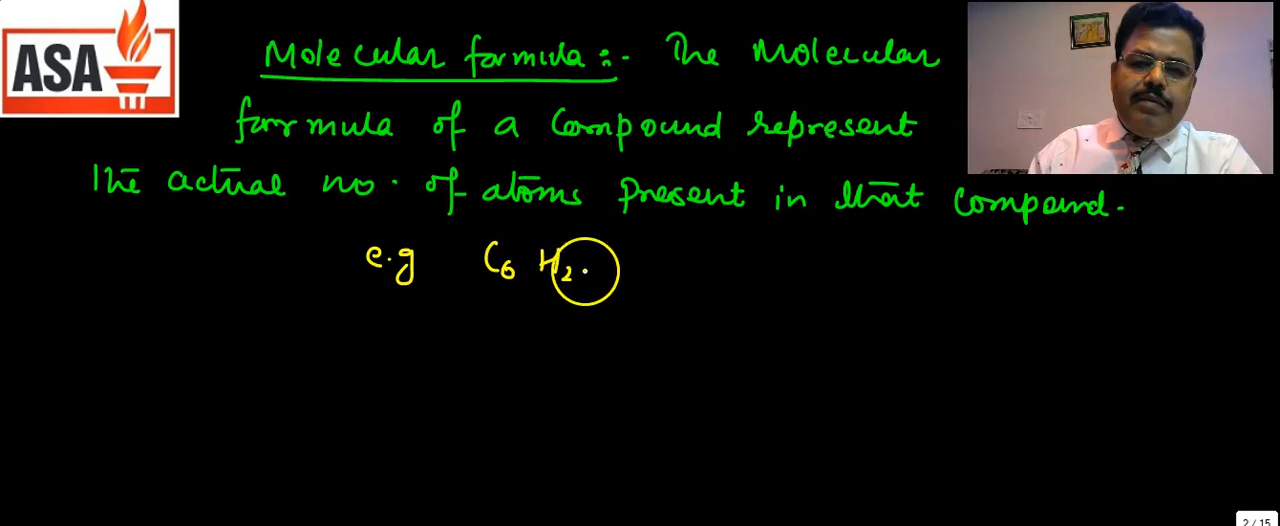 ASA
Molecular formula :- The Molecular
formula of a compound represent
the actual no. of atoms present in that compound.
e.g C6 H2
2 / 15